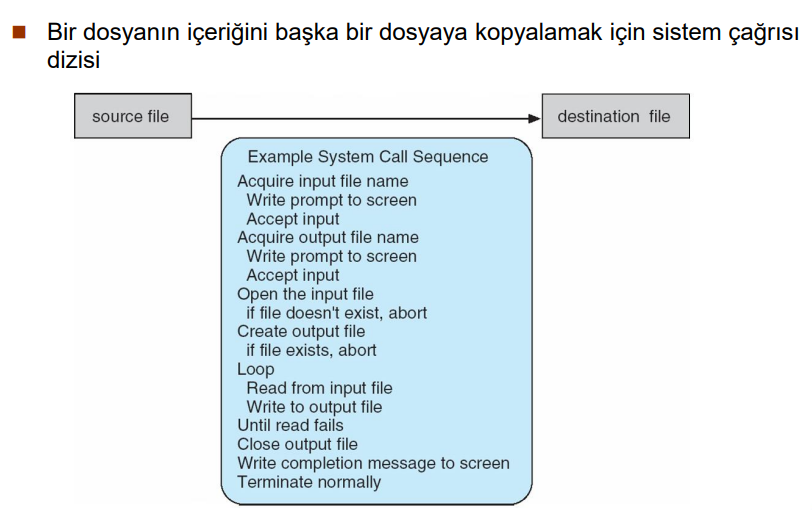 Bir dosyanın içeriğini başka bir dosyaya kopyalamak için sistem çağrısı
dizisi
source file
destination file
Example System Call Sequence
Acquire input file name
Write prompt to screen
Accept input
Acquire output file name
Write prompt to screen
Accept input
Open the input file
if file doesn't exist, abort
Create output file
if file exists, abort
Loop
Read from input file
Write to output file
Until read fails
Close output file
Write completion message to screen
Terminate normally